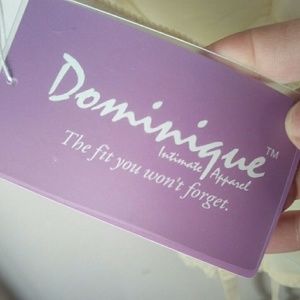 Dominique™
Intimate Apparel
The fit you won't forget.